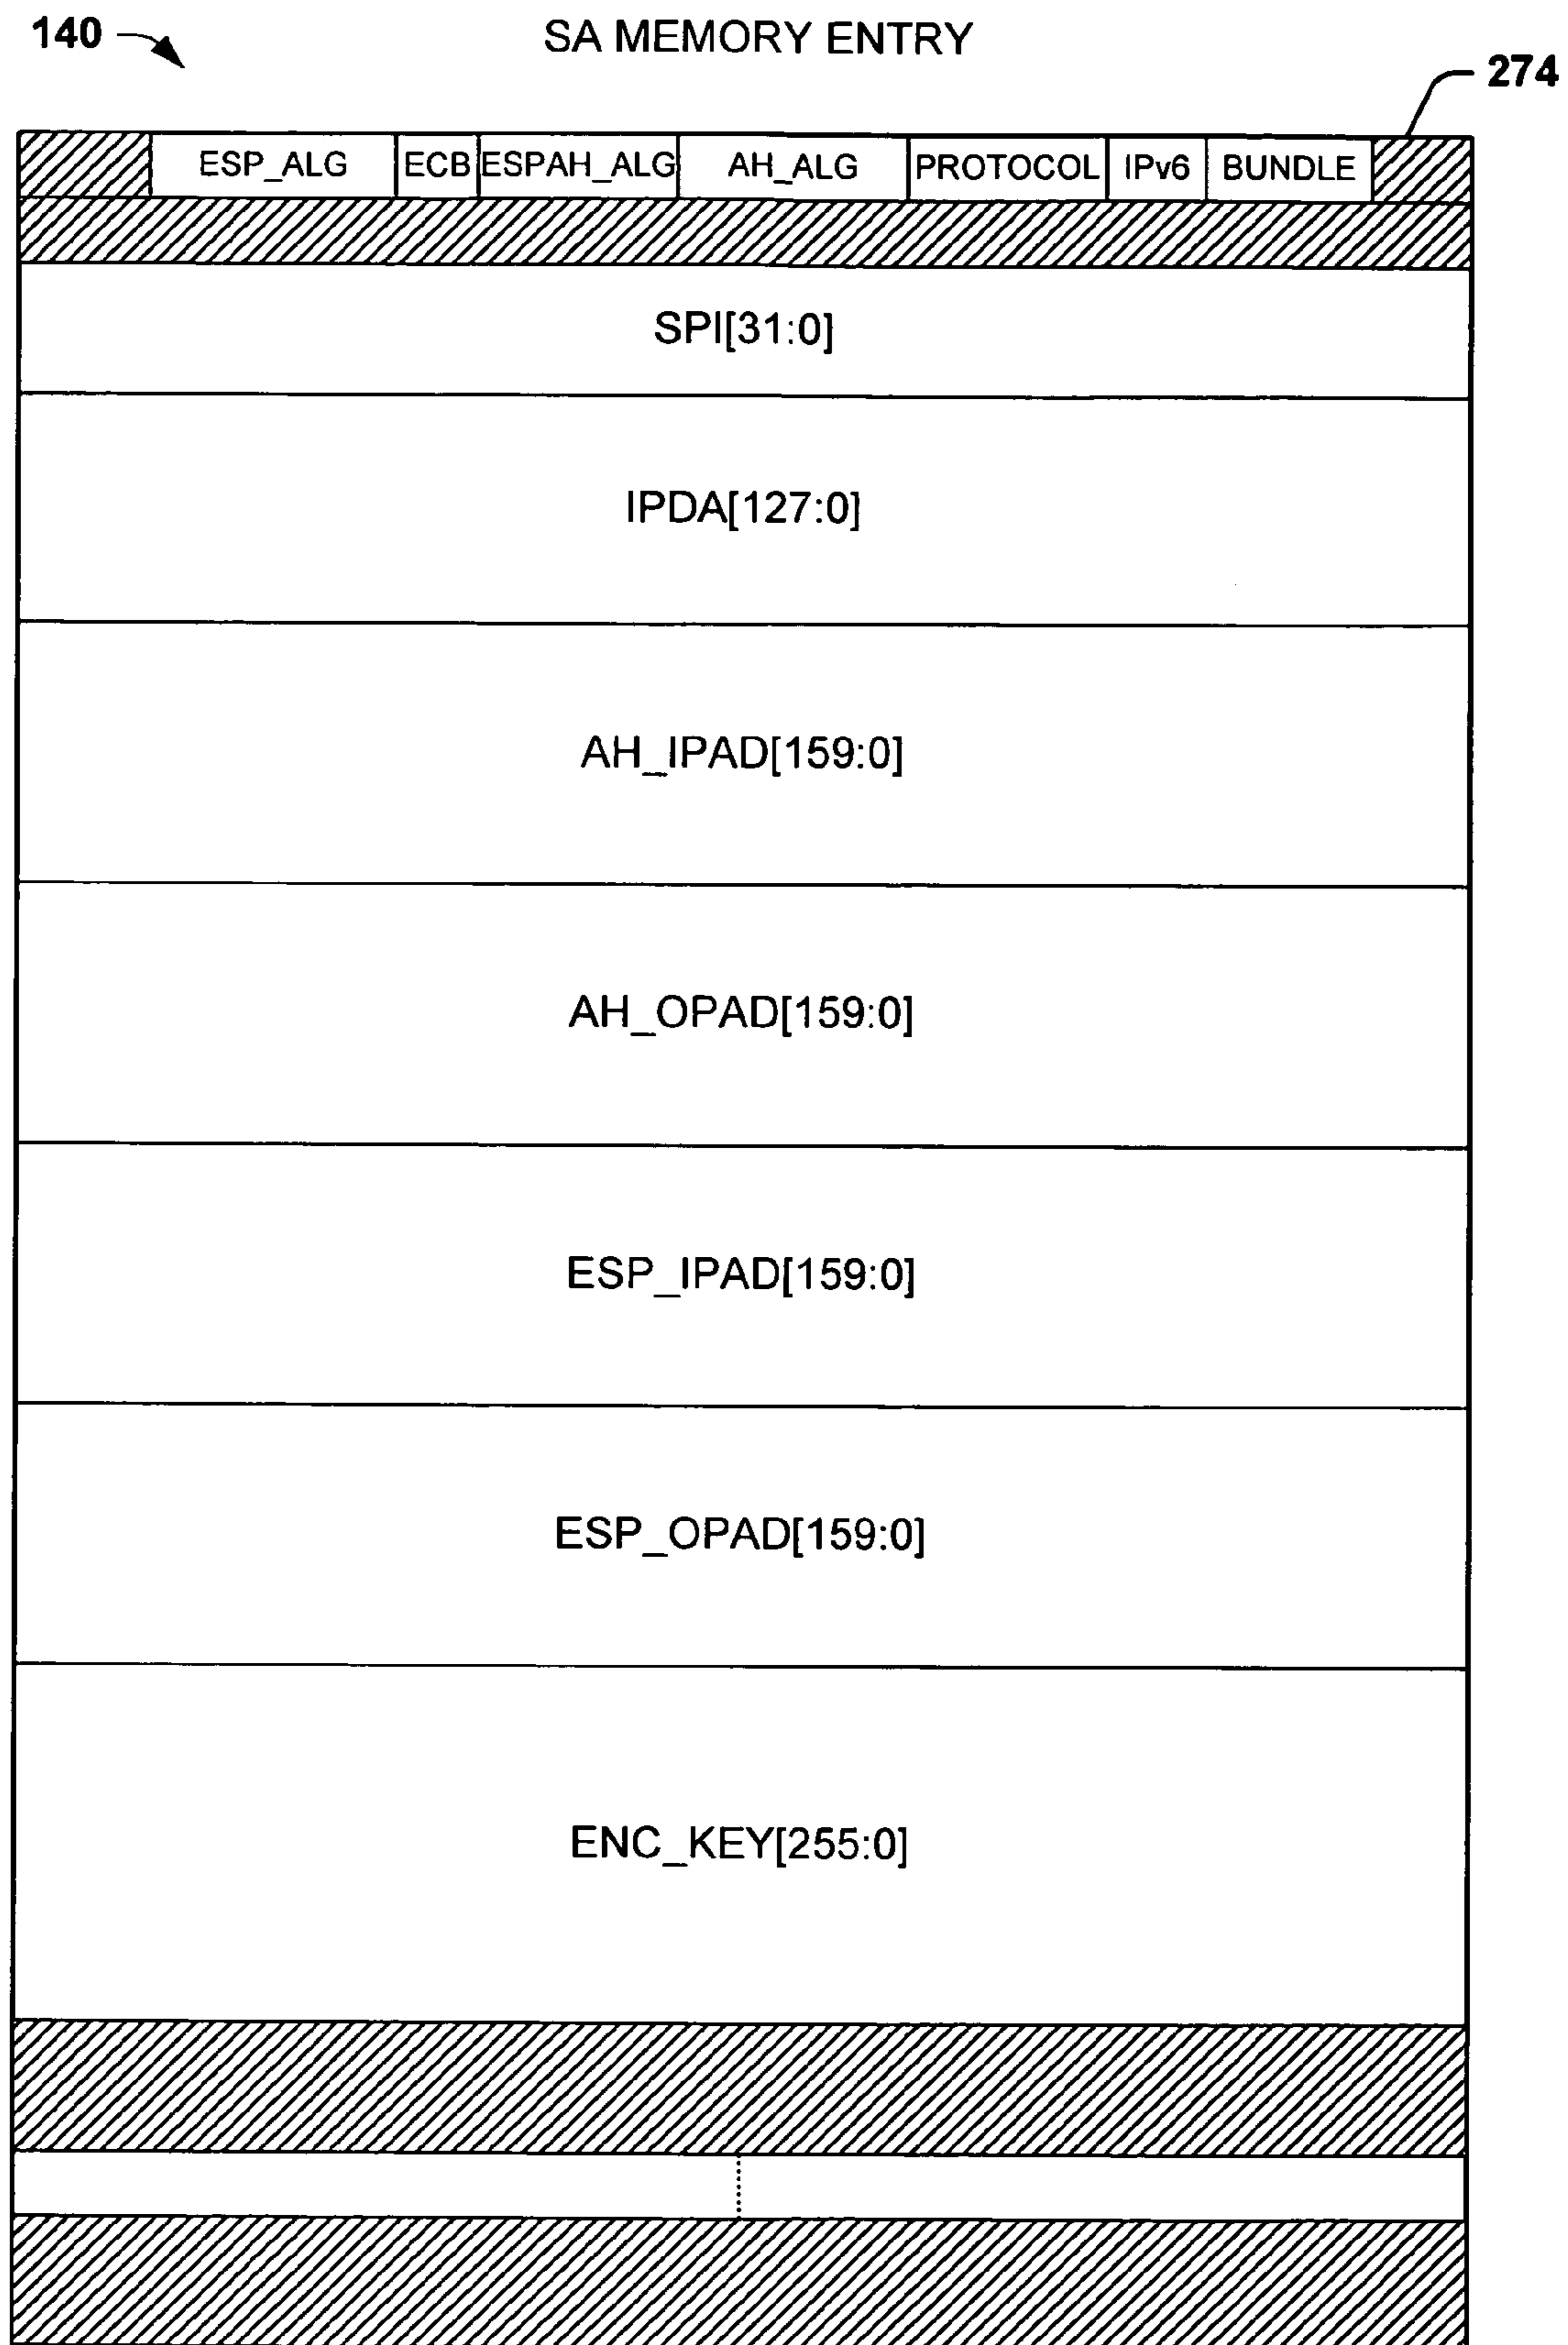 140
SA MEMORY ENTRY
274
ESP_ALG ECB ESPAH_ALG AH_ALG PROTOCOL IPv6 BUNDLE
SPI[31:0]
IPDA[127:0]
AH_IPAD[159:0]
AH_OPAD[159:0]
ESP_IPAD[159:0]
ESP_OPAD[159:0]
ENC_KEY[255:0]